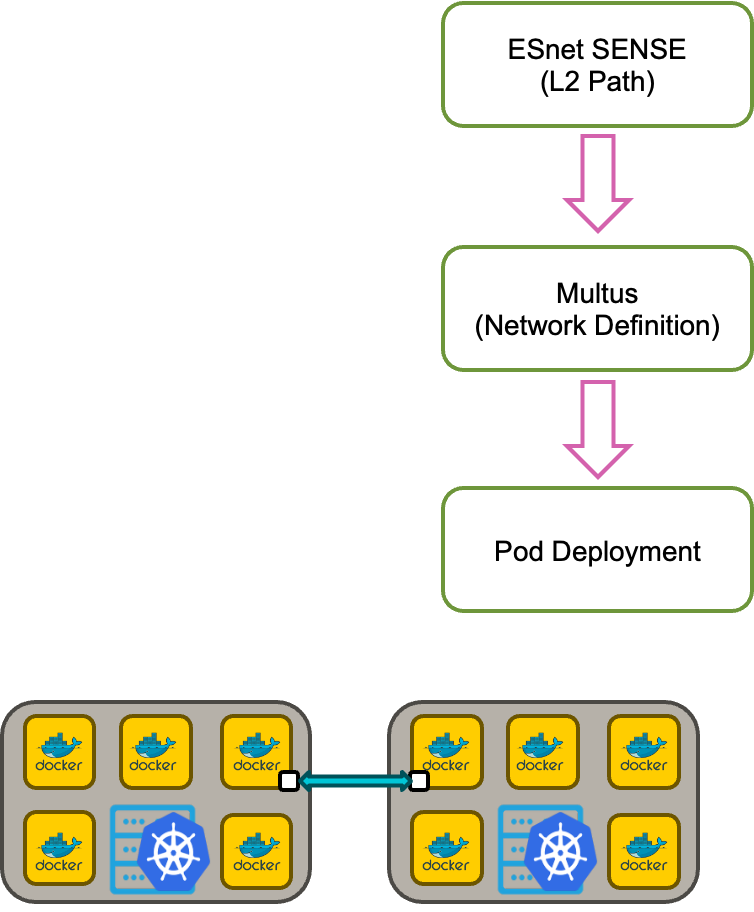 ESnet SENSE
(L2 Path)
Multus
(Network Definition)
Pod Deployment
docker
docker
docker
docker
docker
docker
docker
docker
docker
docker